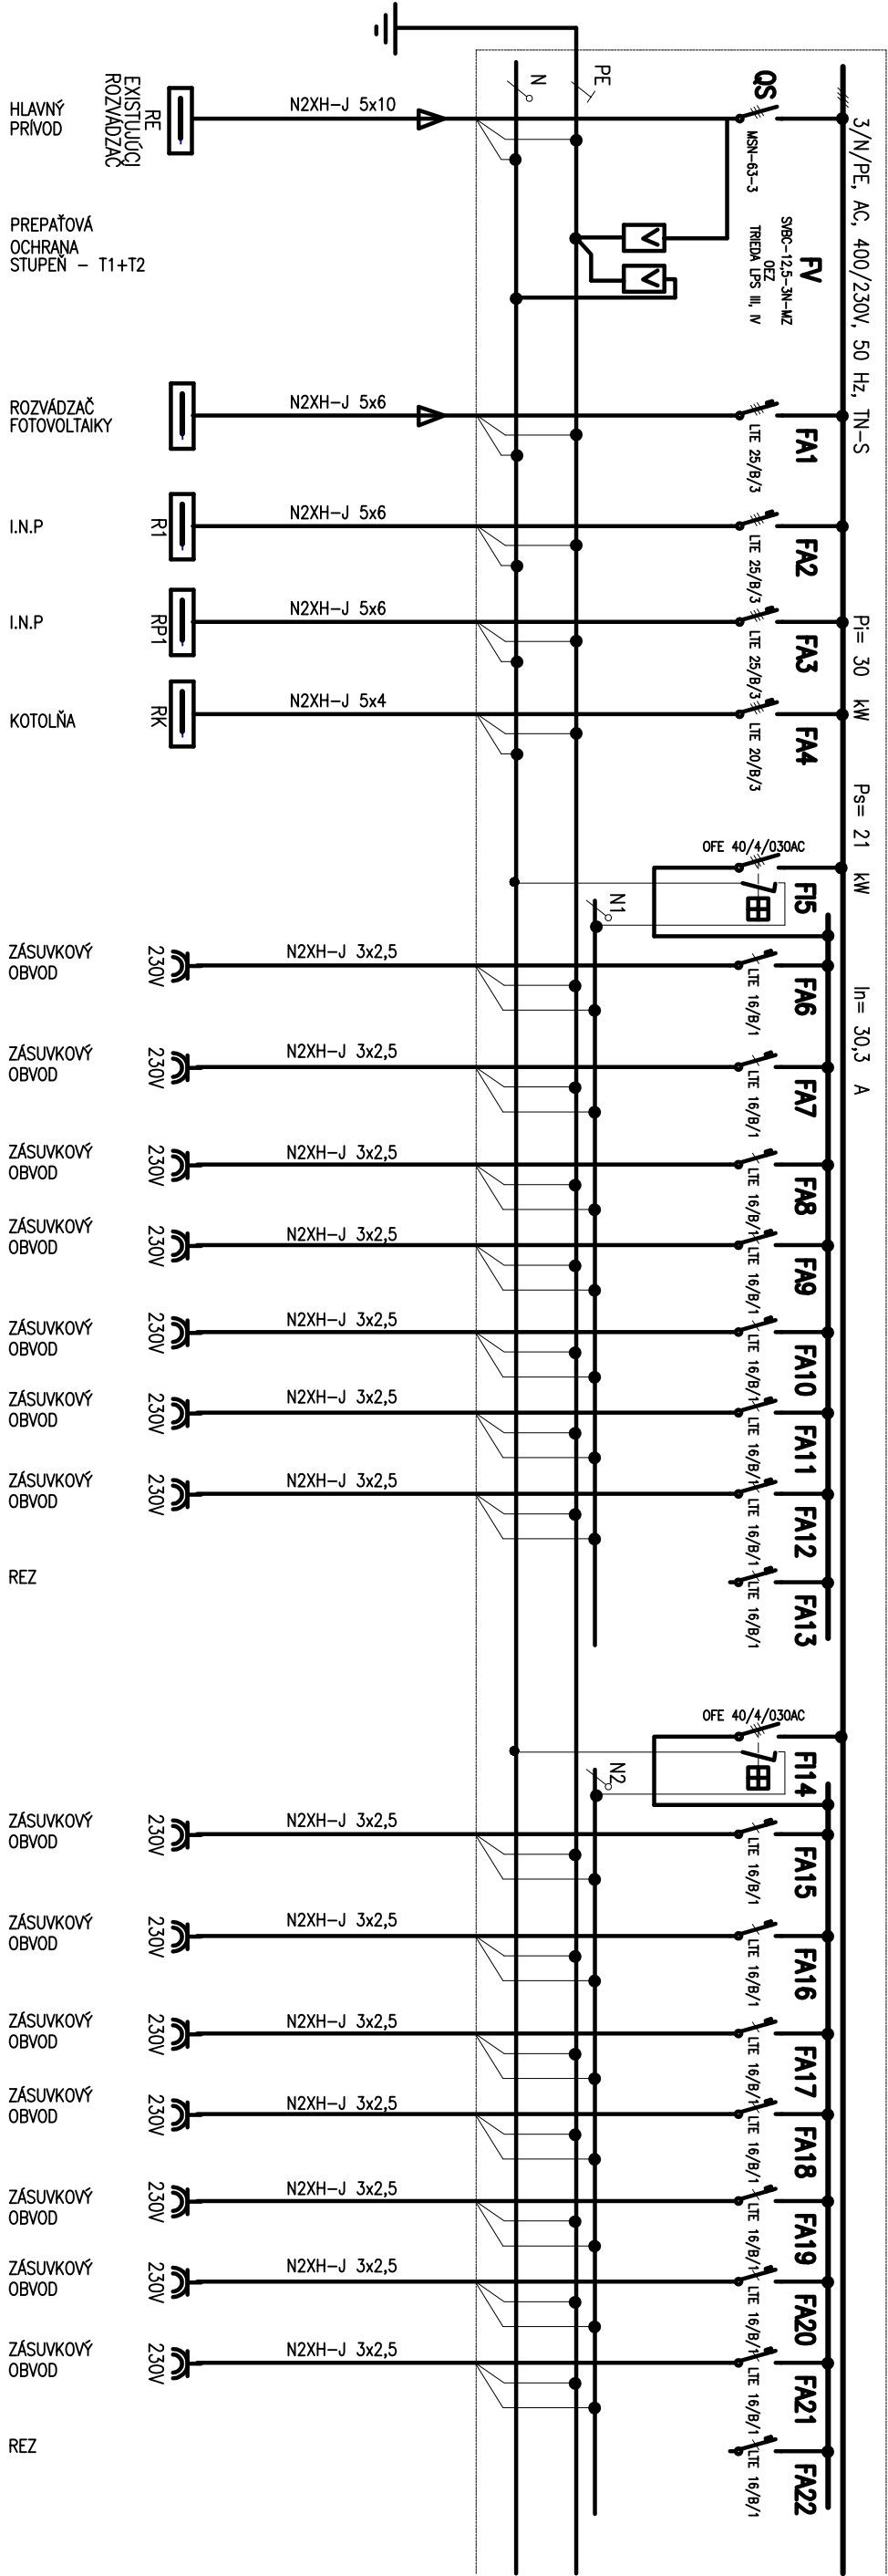 3/N/PE, AC, 400/230V, 50 Hz, TN-S
Pi= 30 kW
Ps= 21 kW
In= 30,3 A
PE
N
QS
MSN-63-3
N2XH-J 5x10
RE
EXISTUJÚCI
ROZVÁDZAČ
HLAVNÝ
PRÍVOD
FV
SVBC-12,5-3N-MZ
OEZ
TRIEDA LPS III, IV
PREPAŤOVÁ
OCHRANA
STUPEŇ - T1+T2
FA1
LTE 25/B/3
N2XH-J 5x6
ROZVÁDZAČ
FOTOVOLTAIKY
FA2
LTE 25/B/3
N2XH-J 5x6
R1
I.N.P
FA3
LTE 25/B/3
N2XH-J 5x6
RP1
I.N.P
FA4
LTE 20/B/3
N2XH-J 5x4
RK
KOTOLŇA
OFE 40/4/030AC
FI5
N1
FA6
LTE 16/B/1
N2XH-J 3x2,5
230V
ZÁSUVKOVÝ
OBVOD
FA7
LTE 16/B/1
N2XH-J 3x2,5
230V
ZÁSUVKOVÝ
OBVOD
FA8
LTE 16/B/1
N2XH-J 3x2,5
230V
ZÁSUVKOVÝ
OBVOD
FA9
LTE 16/B/1
N2XH-J 3x2,5
230V
ZÁSUVKOVÝ
OBVOD
FA10
LTE 16/B/1
N2XH-J 3x2,5
230V
ZÁSUVKOVÝ
OBVOD
FA11
LTE 16/B/1
N2XH-J 3x2,5
230V
ZÁSUVKOVÝ
OBVOD
FA12
LTE 16/B/1
N2XH-J 3x2,5
230V
ZÁSUVKOVÝ
OBVOD
FA13
LTE 16/B/1
REZ
OFE 40/4/030AC
FI14
N2
FA15
LTE 16/B/1
N2XH-J 3x2,5
230V
ZÁSUVKOVÝ
OBVOD
FA16
LTE 16/B/1
N2XH-J 3x2,5
230V
ZÁSUVKOVÝ
OBVOD
FA17
LTE 16/B/1
N2XH-J 3x2,5
230V
ZÁSUVKOVÝ
OBVOD
FA18
LTE 16/B/1
N2XH-J 3x2,5
230V
ZÁSUVKOVÝ
OBVOD
FA19
LTE 16/B/1
N2XH-J 3x2,5
230V
ZÁSUVKOVÝ
OBVOD
FA20
LTE 16/B/1
N2XH-J 3x2,5
230V
ZÁSUVKOVÝ
OBVOD
FA21
LTE 16/B/1
N2XH-J 3x2,5
230V
ZÁSUVKOVÝ
OBVOD
FA22
LTE 16/B/1
REZ